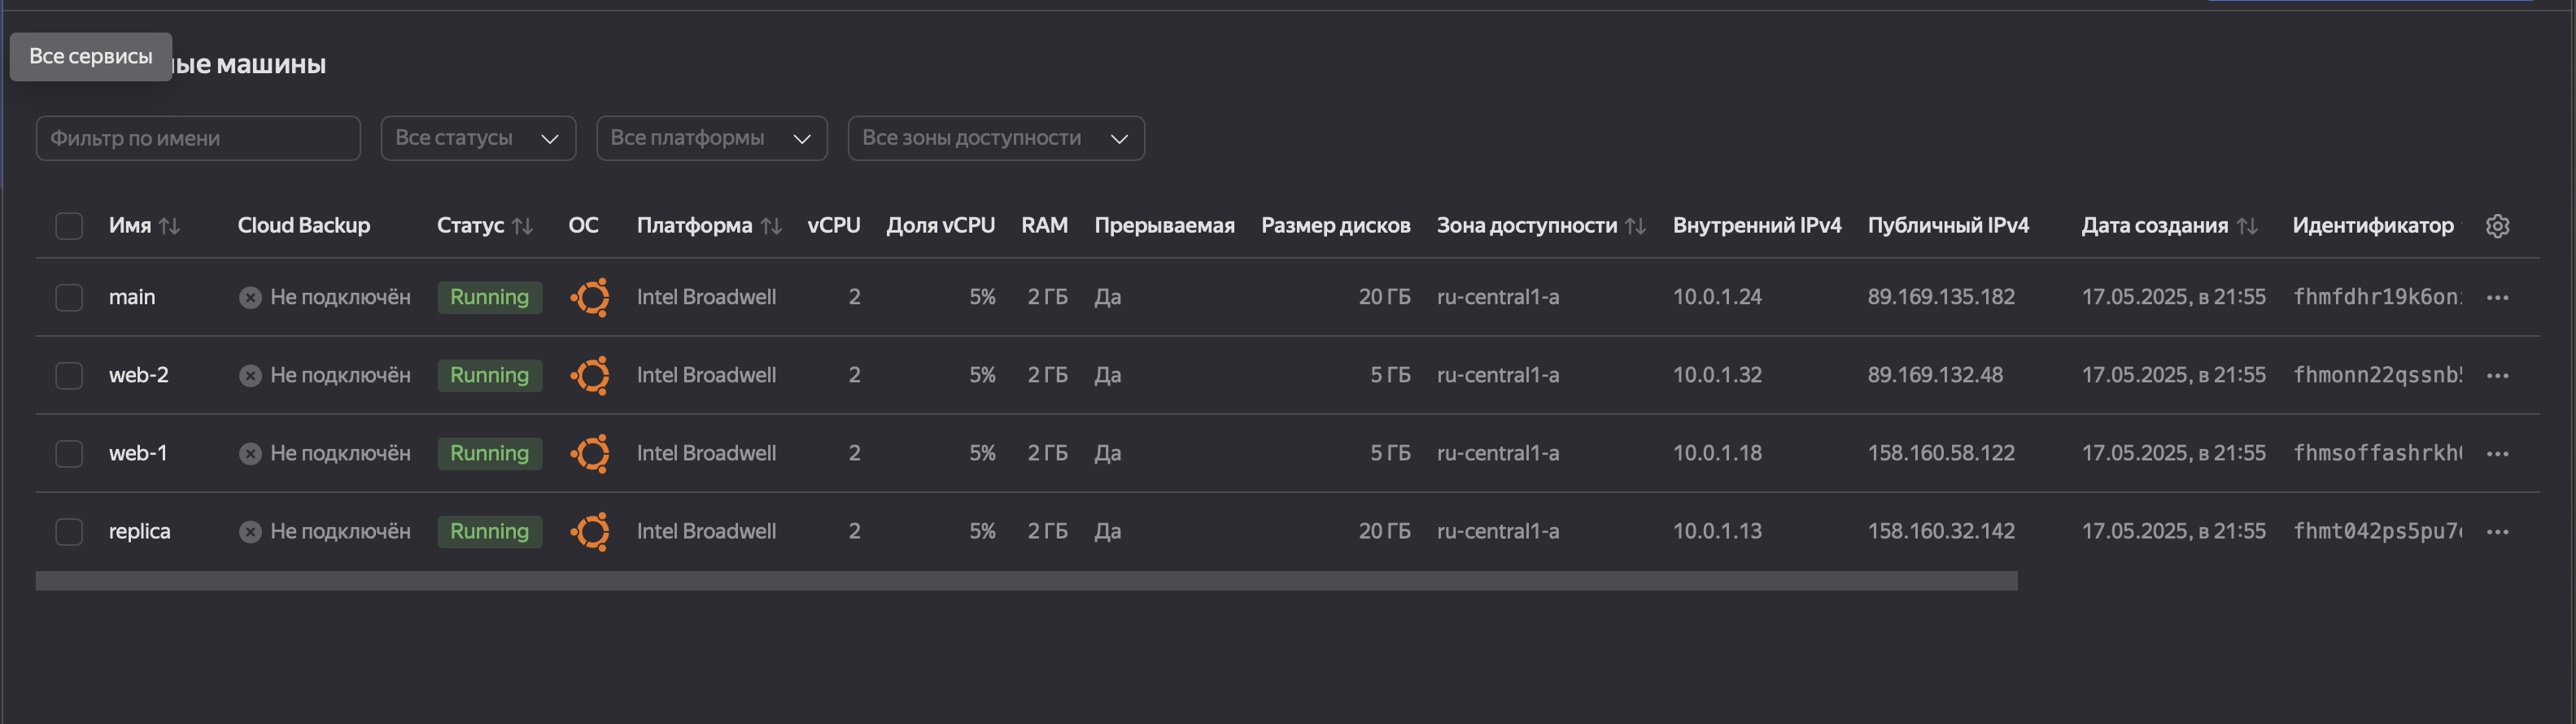 Все сервисы
ые машины
Фильтр по имени Все статусы Все платформы Все зоны доступности
Имя Cloud Backup Статус ОС Платформа vCPU Доля vCPU RAM Прерываемая Размер дисков Зона доступности Внутренний IPv4 Публичный IPv4 Дата создания Идентификатор
main Не подключён Running Intel Broadwell 2 5% 2 ГБ Да 20 ГБ ru-central1-a 10.0.1.24 89.169.135.182 17.05.2025, в 21:55 fhmfdhr19k6on
web-2 Не подключён Running Intel Broadwell 2 5% 2 ГБ Да 5 ГБ ru-central1-a 10.0.1.32 89.169.132.48 17.05.2025, в 21:55 fhmonn22qssnb
web-1 Не подключён Running Intel Broadwell 2 5% 2 ГБ Да 5 ГБ ru-central1-a 10.0.1.18 158.160.58.122 17.05.2025, в 21:55 fhmsoffashrkh
replica Не подключён Running Intel Broadwell 2 5% 2 ГБ Да 20 ГБ ru-central1-a 10.0.1.13 158.160.32.142 17.05.2025, в 21:55 fhmt042ps5pu7